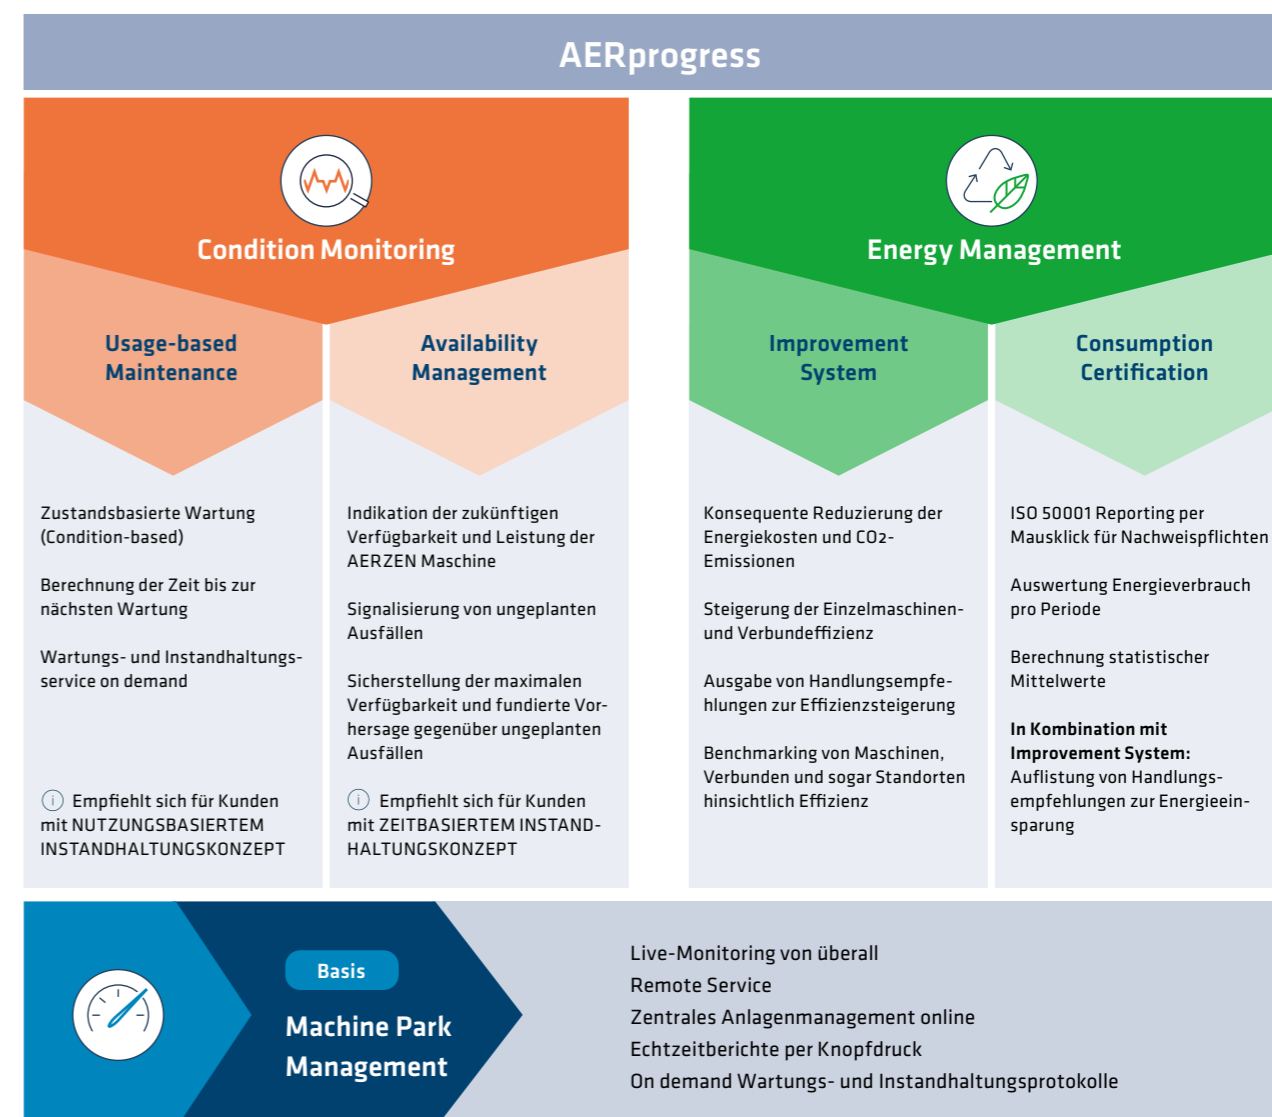 AERprogress
Condition Monitoring
Usage-based
Maintenance
Zustandsbasierte Wartung
(Condition-based)
Berechnung der Zeit bis zur
nächsten Wartung
Wartungs- und Instandhaltungs-
service on demand
i Empfiehlt sich für Kunden
mit NUTZUNGSBASIERTEM
INSTANDHALTUNGSKONZEPT
Availability
Management
Indikation der zukünftigen
Verfügbarkeit und Leistung der
AERZEN Maschine
Signalisierung von ungeplanten
Ausfällen
Sicherstellung der maximalen
Verfügbarkeit und fundierte Vor-
hersage gegenüber ungeplanten
Ausfällen
i Empfiehlt sich für Kunden
mit ZEITBASIERTEM INSTAND-
HALTUNGSKONZEPT
Energy Management
Improvement
System
Konsequente Reduzierung der
Energiekosten und CO2-
Emissionen
Steigerung der Einzelmaschinen-
und Verbundeffizienz
Ausgabe von Handlungsempfe-
hlungen zur Effizienzsteigerung
Benchmarking von Maschinen,
Verbunden und sogar Standorten
hinsichtlich Effizienz
Consumption
Certification
ISO 50001 Reporting per
Mausklick für Nachweispflichten
Auswertung Energieverbrauch
pro Periode
Berechnung statistischer
Mittelwerte
In Kombination mit
Improvement System:
Auflistung von Handlungs-
empfehlungen zur Energieein-
sparung
Basis
Machine Park
Management
Live-Monitoring von überall
Remote Service
Zentrales Anlagenmanagement online
Echtzeitberichte per Knopfdruck
On demand Wartungs- und Instandhaltungsprotokolle